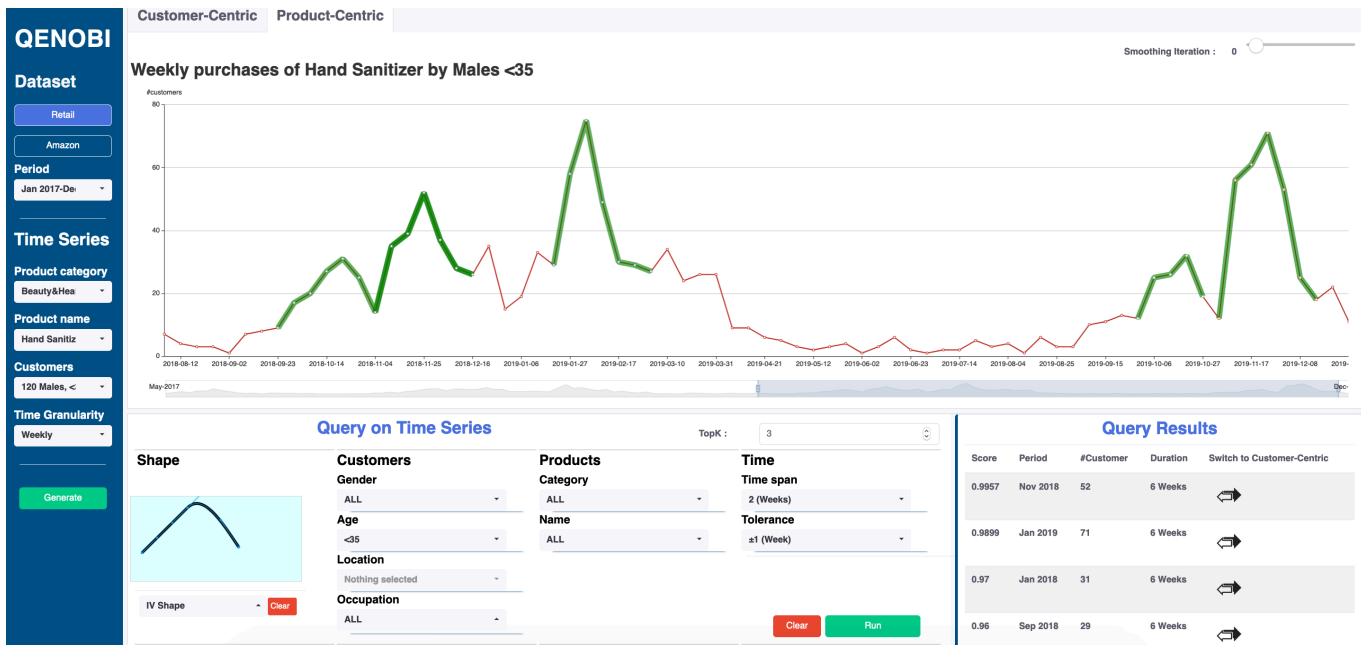 QENOBI
Dataset
Retail
Amazon
Period
Jan 2017-De
Time Series
Product category
Beauty&Hea
Product name
Hand Sanitiz
Customers
120 Males, <
Time Granularity
Weekly
Generate
Customer-Centric Product-Centric
Smoothing Iteration : 0
Weekly purchases of Hand Sanitizer by Males <35
#customers
80
60
40
20
0
2018-08-12 2018-09-02 2018-09-23 2018-10-14 2018-11-04 2018-11-25 2018-12-16 2019-01-06 2019-01-27 2019-02-17 2019-03-10 2019-03-31 2019-04-21 2019-05-12 2019-06-02 2019-06-23 2019-07-14 2019-08-04 2019-08-25 2019-09-15 2019-10-06 2019-10-27 2019-11-17 2019-12-08 2019-
May-2017 Dec-
Query on Time Series
TopK : 3
Shape
IV Shape Clear
Customers
Gender
ALL
Age
<35
Location
Nothing selected
Occupation
ALL
Products
Category
ALL
Name
ALL
Time
Time span
2 (Weeks)
Tolerance
±1 (Week)
Clear Run
Query Results
Score Period #Customer Duration Switch to Customer-Centric
0.9957 Nov 2018 52 6 Weeks
0.9899 Jan 2019 71 6 Weeks
0.97 Jan 2018 31 6 Weeks
0.96 Sep 2018 29 6 Weeks